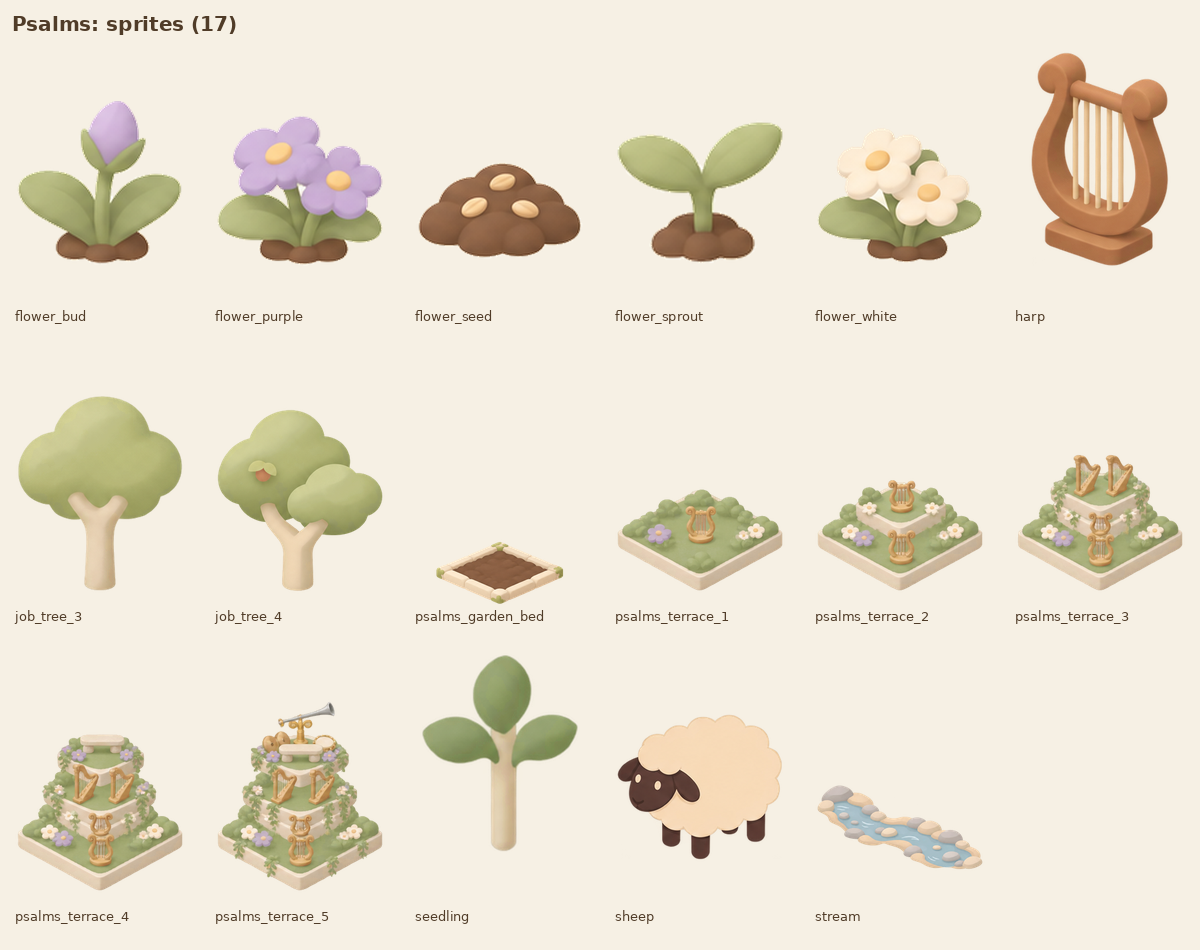 Psalms: sprites (17)
flower_bud
flower_purple
flower_seed
flower_sprout
flower_white
harp
job_tree_3
job_tree_4
psalms_garden_bed
psalms_terrace_1
psalms_terrace_2
psalms_terrace_3
psalms_terrace_4
psalms_terrace_5
seedling
sheep
stream